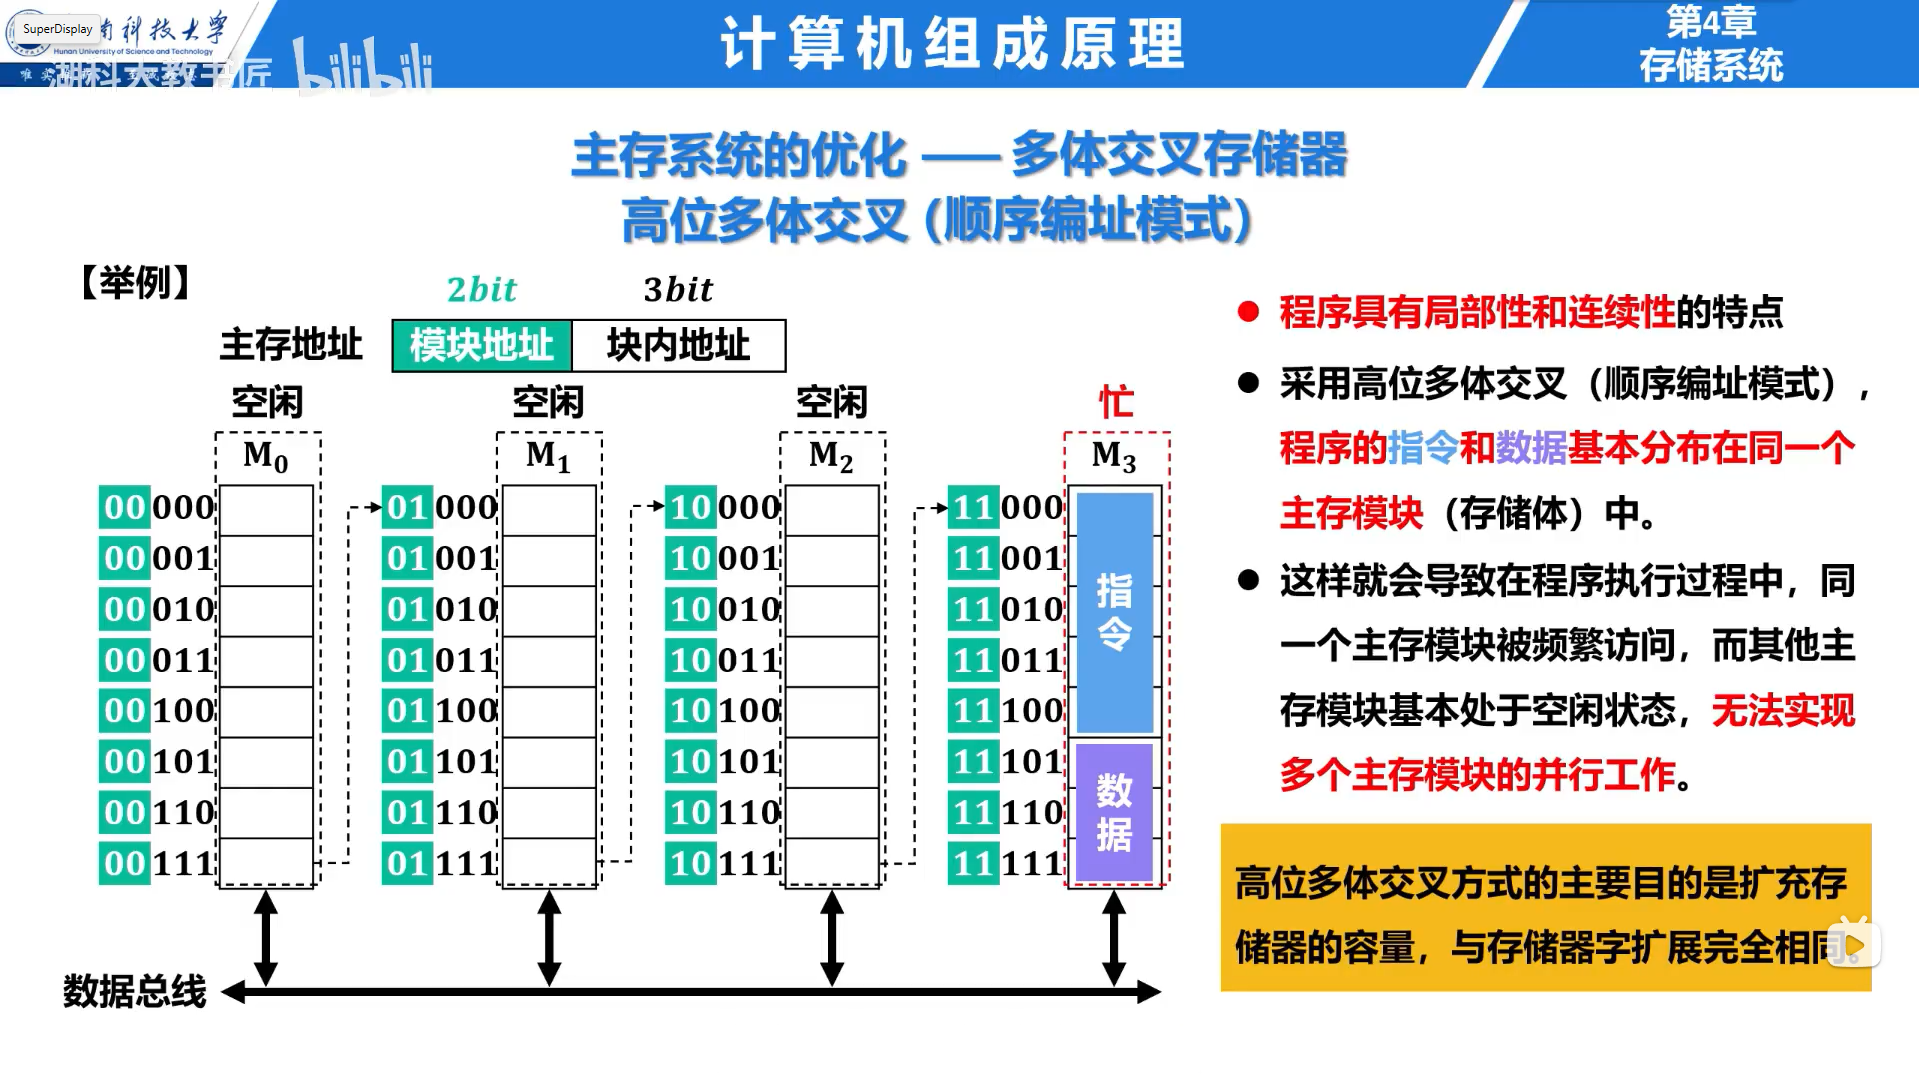 SuperDisplay
南科技大学
Hunan University of Science and Technology
湖科大教书匠 bilibili
计算机组成原理
第4章
存储系统
主存系统的优化 —— 多体交叉存储器
高位多体交叉（顺序编址模式）
【举例】
2bit 3bit
主存地址 模块地址 块内地址
空闲 空闲 空闲 忙
M0 M1 M2 M3
00000 01000 10000 11000
00001 01001 10001 11001
00010 01010 10010 11010
00011 01011 10011 11011
00100 01100 10100 11100
00101 01101 10101 11101
00110 01110 10110 11110
00111 01111 10111 11111
指令
数据
数据总线
● 程序具有局部性和连续性的特点
● 采用高位多体交叉（顺序编址模式），
程序的指令和数据基本分布在同一个
主存模块（存储体）中。
● 这样就会导致在程序执行过程中，同
一个主存模块被频繁访问，而其他主
存模块基本处于空闲状态，无法实现
多个主存模块的并行工作。
高位多体交叉方式的主要目的是扩充存
储器的容量，与存储器字扩展完全相同。